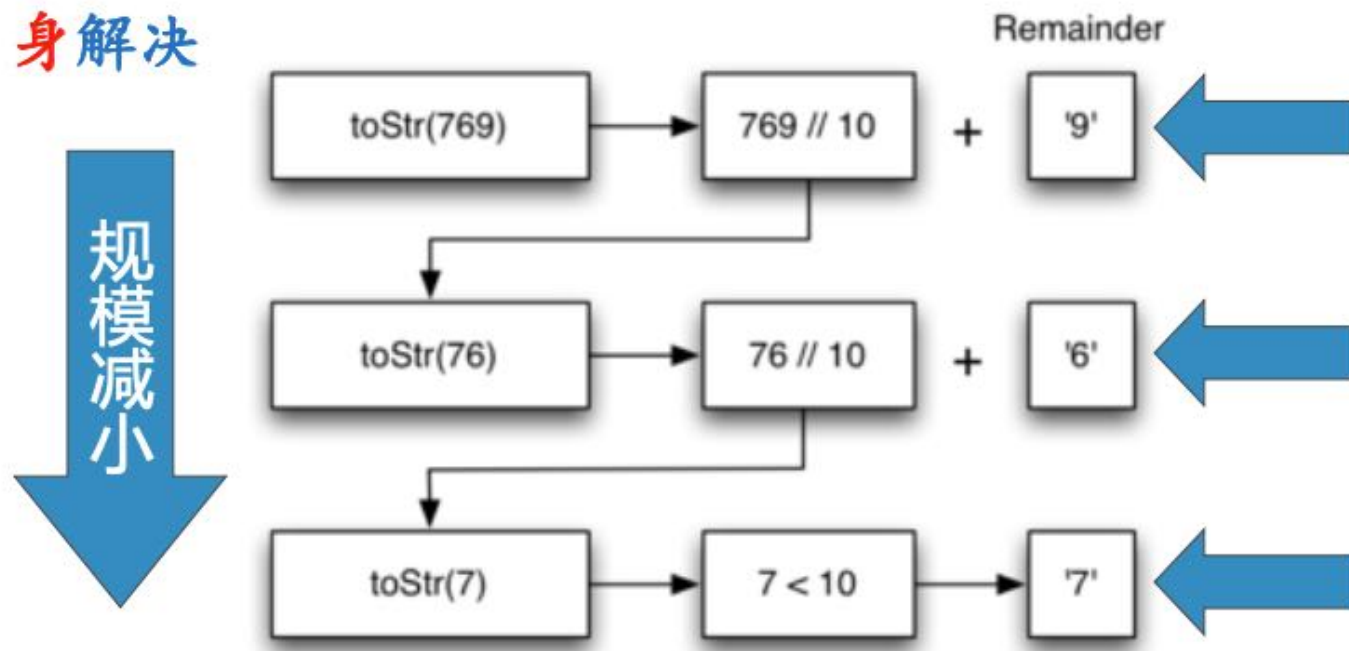 身解决
Remainder
toStr(769)
769 // 10
+
'9'
规模减小
toStr(76)
76 // 10
+
'6'
toStr(7)
7 < 10
'7'